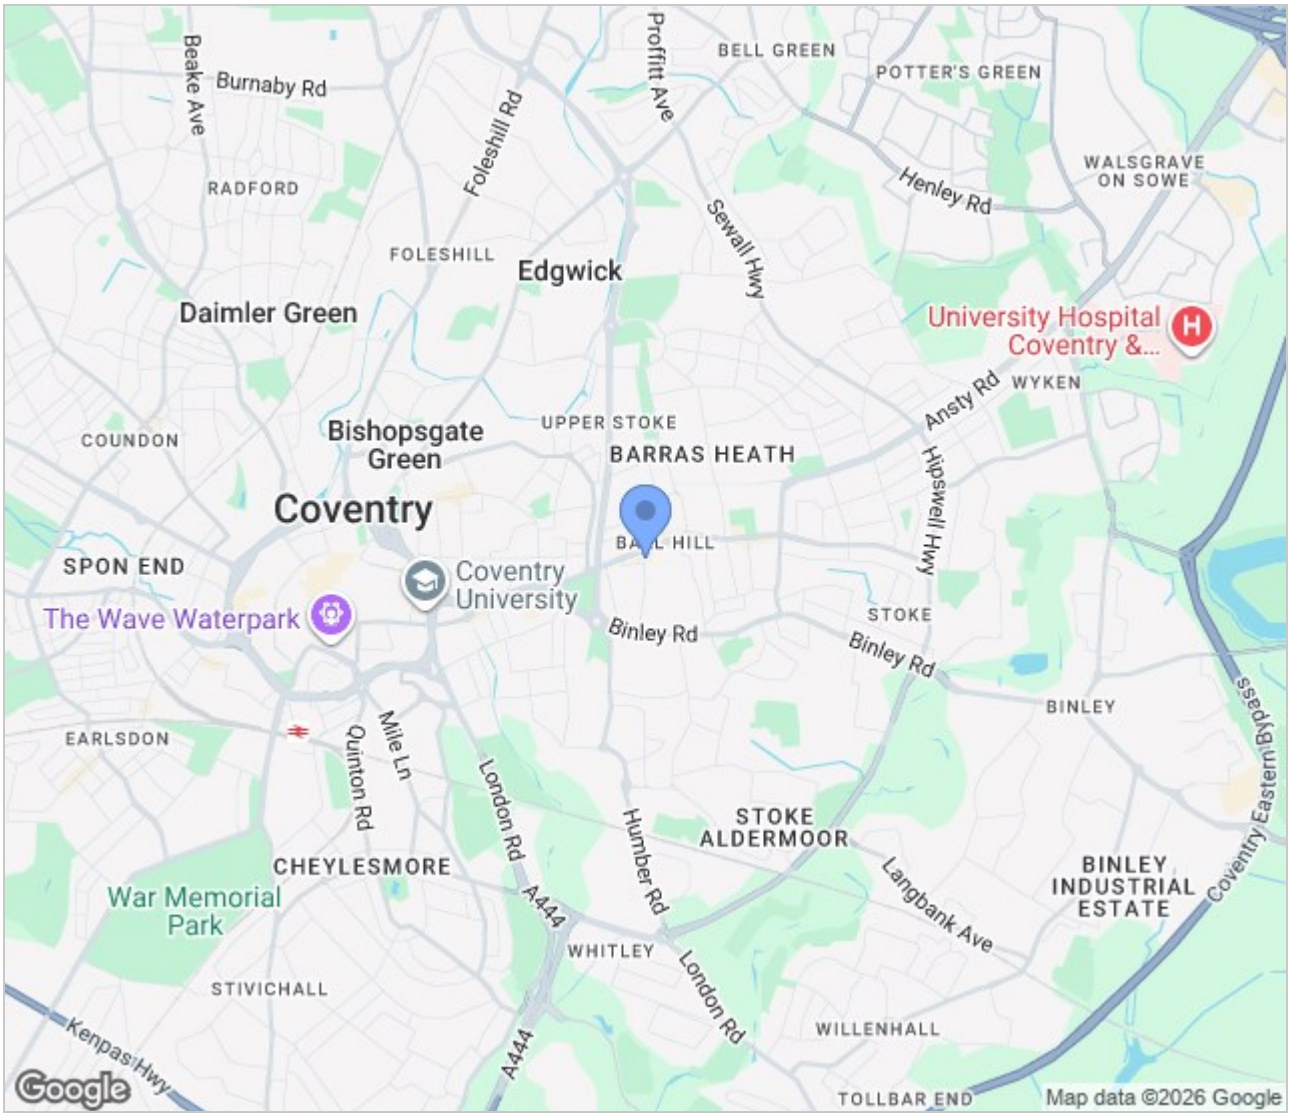 Beake Ave
Proffitt Ave
BELL GREEN
POTTER'S GREEN
Burnaby Rd
Foleshill Rd
WALSGRAVE
ON SOWE
Henley Rd
RADFORD
Sewall Hwy
FOLESHILL
Edgwick
Daimler Green
University Hospital
Coventry &...
H
WYKEN
Ansty Rd
UPPER STOKE
Bishopsgate
Green
COUNDON
BARRAS HEATH
Hipswell Hwy
Coventry
BALL HILL
SPON END
Coventry
University
The Wave Waterpark
STOKE
Binley Rd
Binley Rd
BINLEY
Coventry Eastern Bypass
EARLSDON
Mile Ln
Quinton Rd
London Rd
Humber Rd
STOKE
ALDERMOOR
CHEYLESMORE
Langbank Ave
BINLEY
INDUSTRIAL
ESTATE
War Memorial
Park
A444
WHITLEY
London Rd
STIVICHALL
WILLENHALL
Kenpas Hwy
A444
TOLLBAR END
Google
Map data ©2026 Google